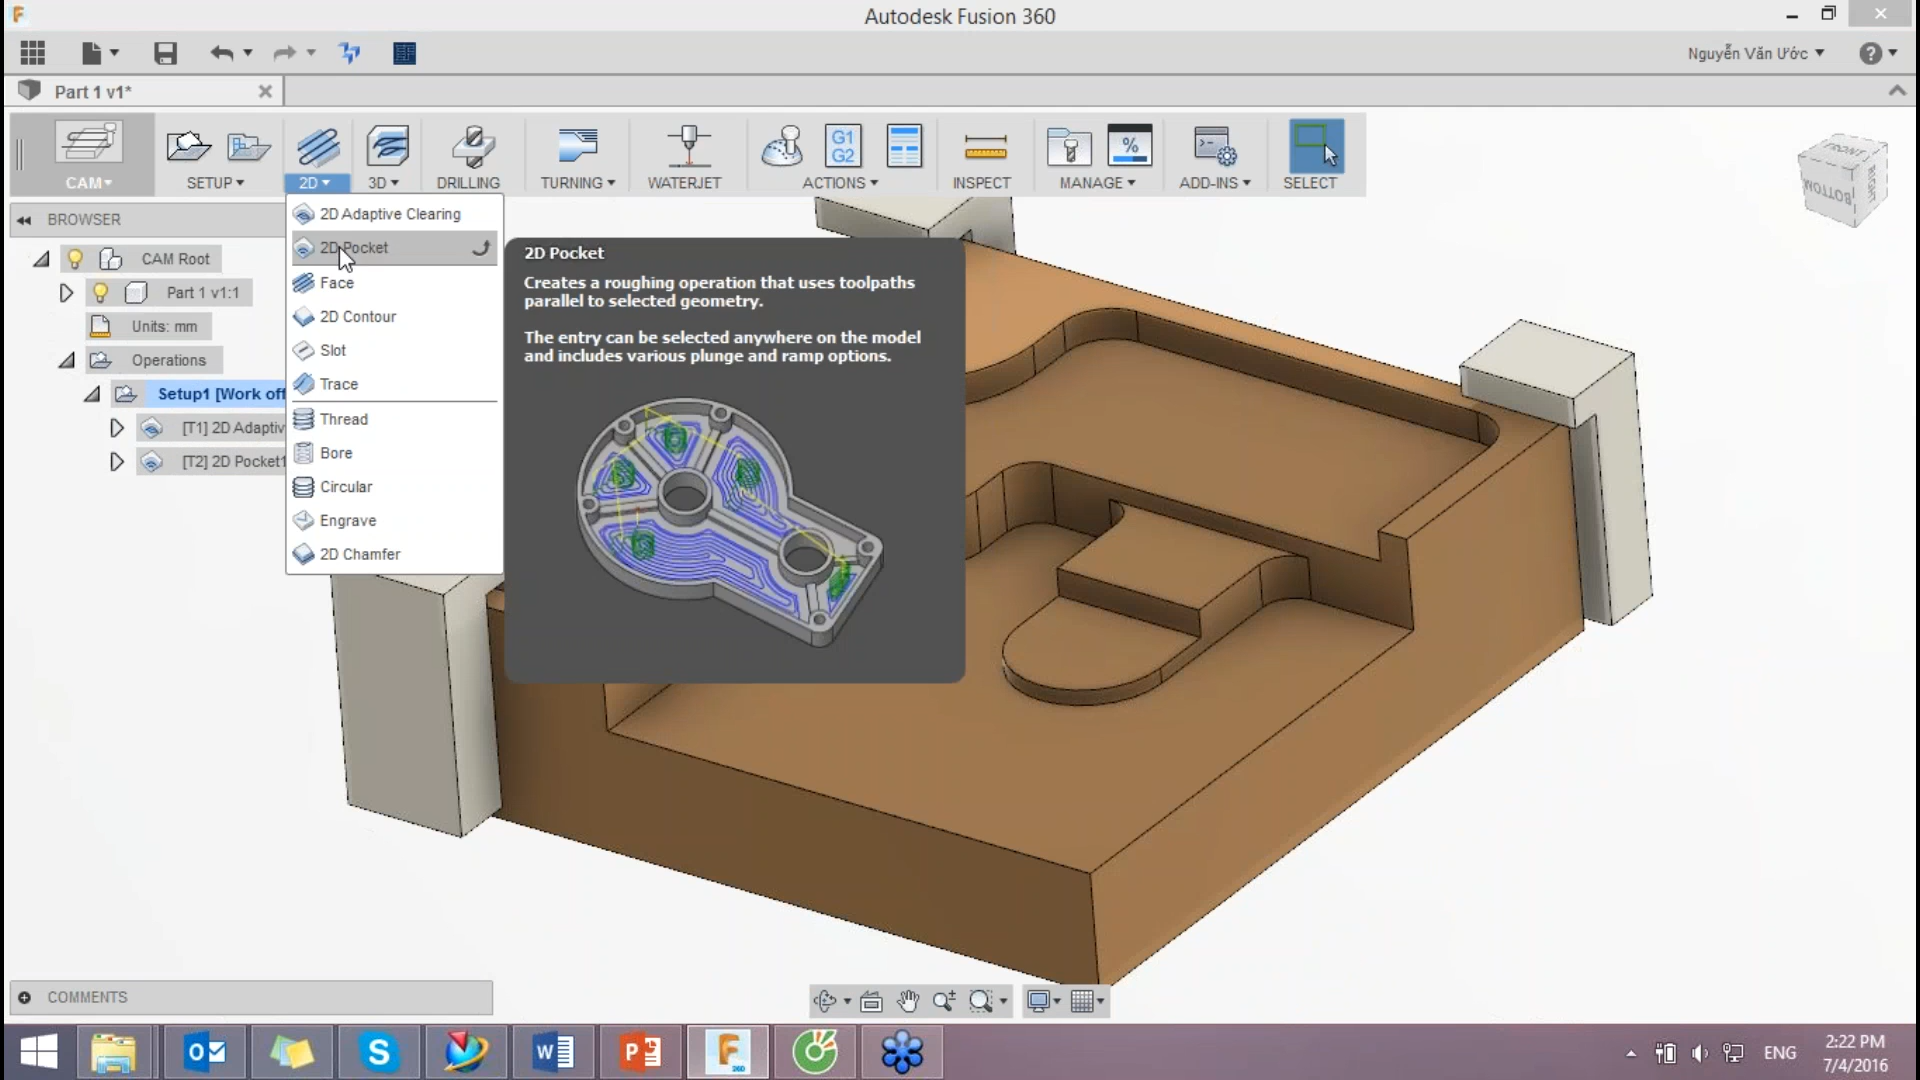 Autodesk Fusion 360
Nguyễn Văn Ước
Part 1 v1*
CAM
SETUP
2D
3D
DRILLING
TURNING
WATERJET
G1
G2
ACTIONS
INSPECT
%
MANAGE
ADD-INS
SELECT
FRONT
RIGHT
BOTTOM
BROWSER
CAM Root
Part 1 v1:1
Units: mm
Operations
Setup1 [Work off
[T1] 2D Adaptiv
[T2] 2D Pocket1
2D Adaptive Clearing
2D Pocket
Face
2D Contour
Slot
Trace
Thread
Bore
Circular
Engrave
2D Chamfer
2D Pocket
Creates a roughing operation that uses toolpaths
parallel to selected geometry.
The entry can be selected anywhere on the model
and includes various plunge and ramp options.
COMMENTS
ENG
2:22 PM
7/4/2016